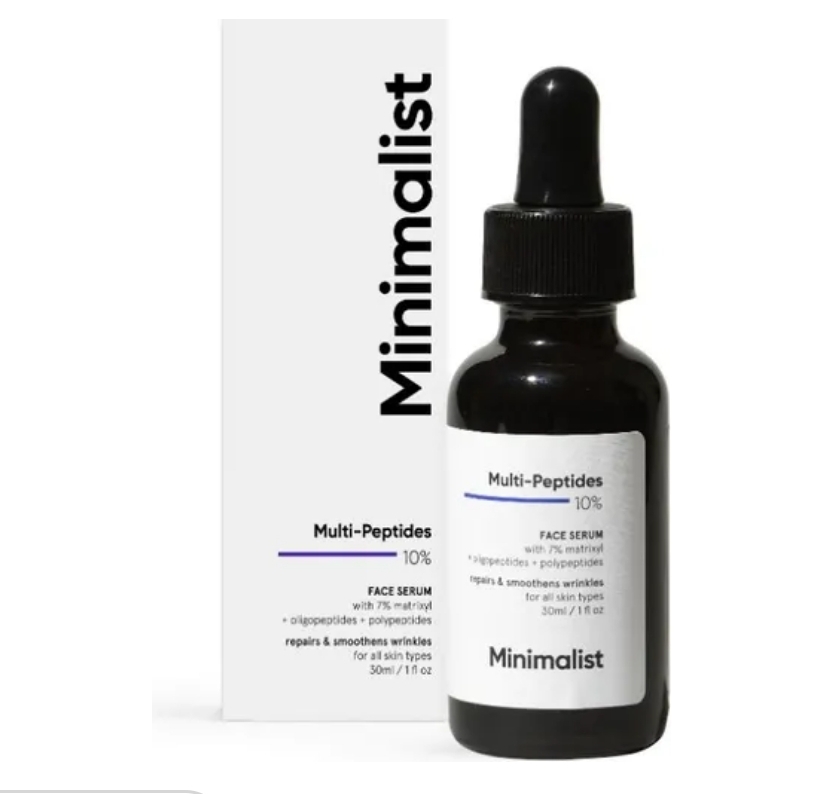 Minimalist
Multi-Peptides
10%
FACE SERUM
with 7% matrixyl
+ oligopeptides + polypeptides
repairs & smoothens wrinkles
for all skin types
30ml / 1 fl oz
Multi-Peptides
10%
FACE SERUM
with 7% matrixyl
+ oligopeptides + polypeptides
repairs & smoothens wrinkles
for all skin types
30ml / 1 fl oz
Minimalist